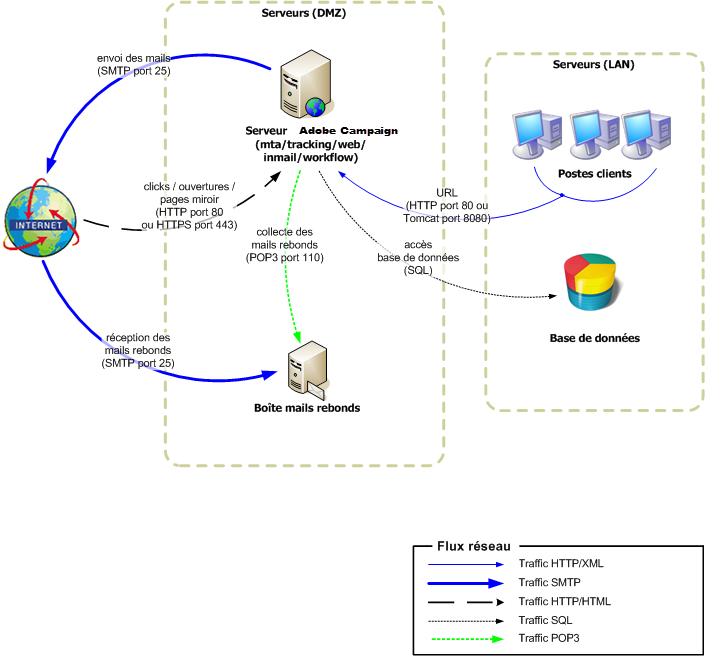 Serveurs (DMZ)
envoi des mails
(SMTP port 25)
Serveurs (LAN)
Serveur Adobe Campaign
(mta/tracking/web/
inmail/workflow)
Postes clients
clicks / ouvertures /
pages miroir
(HTTP port 80
ou HTTPS port 443)
URL
(HTTP port 80 ou
Tomcat port 8080)
INTERNET
collecte des
mails rebonds
(POP3 port 110)
accès
base de données
(SQL)
Base de données
réception des
mails rebonds
(SMTP port 25)
Boîte mails rebonds
Flux réseau
Traffic HTTP/XML
Traffic SMTP
Traffic HTTP/HTML
Traffic SQL
Traffic POP3